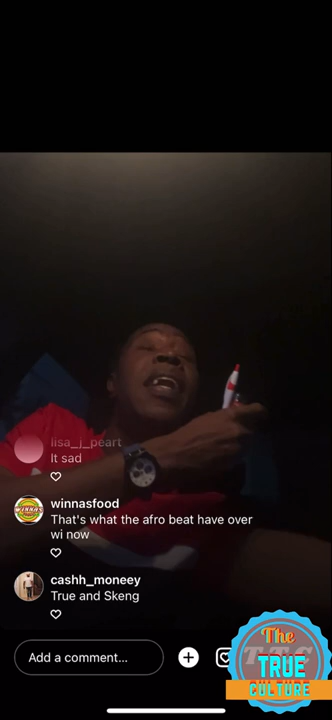 lisa_j_peart
It sad
winnasfood
That's what the afro beat have over
wi now
cashh_moneey
True and Skeng
Add a comment...
The
TRUE
CULTURE